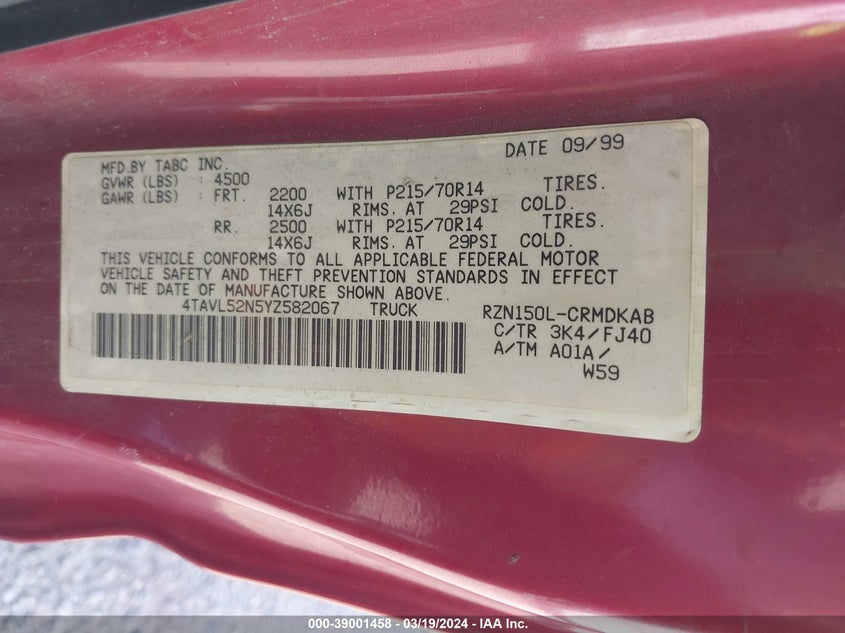 MFD.BY TABC INC. DATE 09/99
GVWR (LBS) : 4500
GAWR (LBS) : FRT. 2200 WITH P215/70R14 TIRES.
14X6J RIMS. AT 29PSI COLD.
RR. 2500 WITH P215/70R14 TIRES.
14X6J RIMS. AT 29PSI COLD.
THIS VEHICLE CONFORMS TO ALL APPLICABLE FEDERAL MOTOR
VEHICLE SAFETY AND THEFT PREVENTION STANDARDS IN EFFECT
ON THE DATE OF MANUFACTURE SHOWN ABOVE.
4TAVL52N5YZ582067 TRUCK RZN150L-CRMDKAB
C/TR 3K4/FJ40
A/TM A01A/
W59
000-39001458 - 03/19/2024 - IAA Inc.